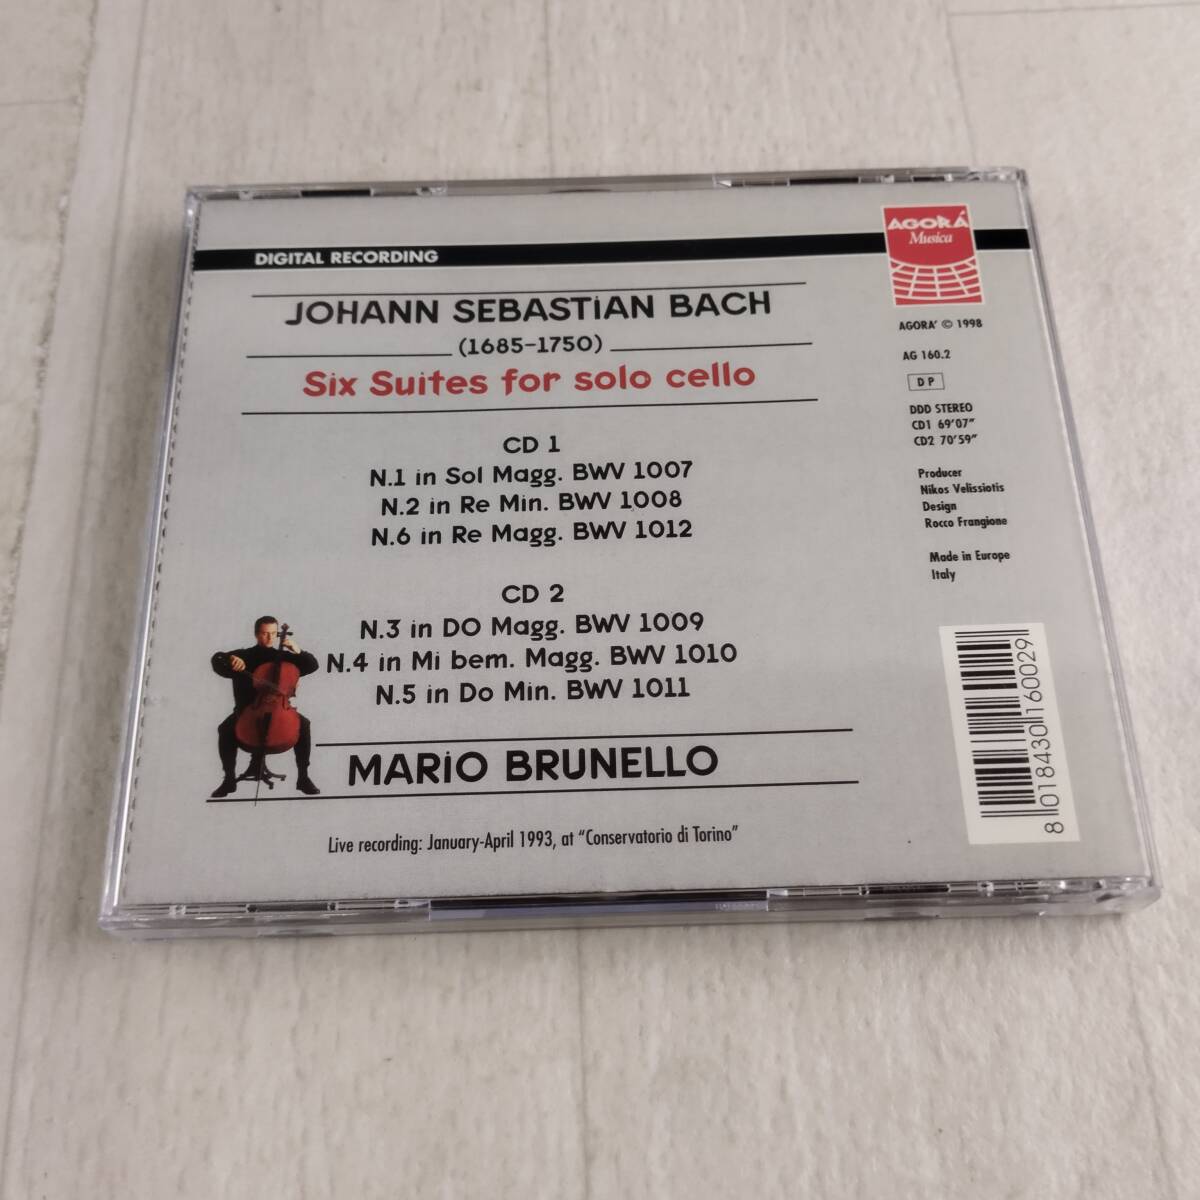 AGORÁ
Musica
DIGITAL RECORDING
JOHANN SEBASTiAN BACH
(1685-1750)
Six Suites for solo cello
CD 1
N.1 in Sol Magg. BWV 1007
N.2 in Re Min. BWV 1008
N.6 in Re Magg. BWV 1012
CD 2
N.3 in DO Magg. BWV 1009
N.4 in Mi bem. Magg. BWV 1010
N.5 in Do Min. BWV 1011
MARiO BRUNELLO
Live recording: January-April 1993, at "Conservatorio di Torino"
AGORA' © 1998
AG 160.2
D P
DDD STEREO
CD1 69'07"
CD2 70'59"
Producer
Nikos Velissiotis
Design
Rocco Frangione
Made in Europe
Italy
8 018430 160029